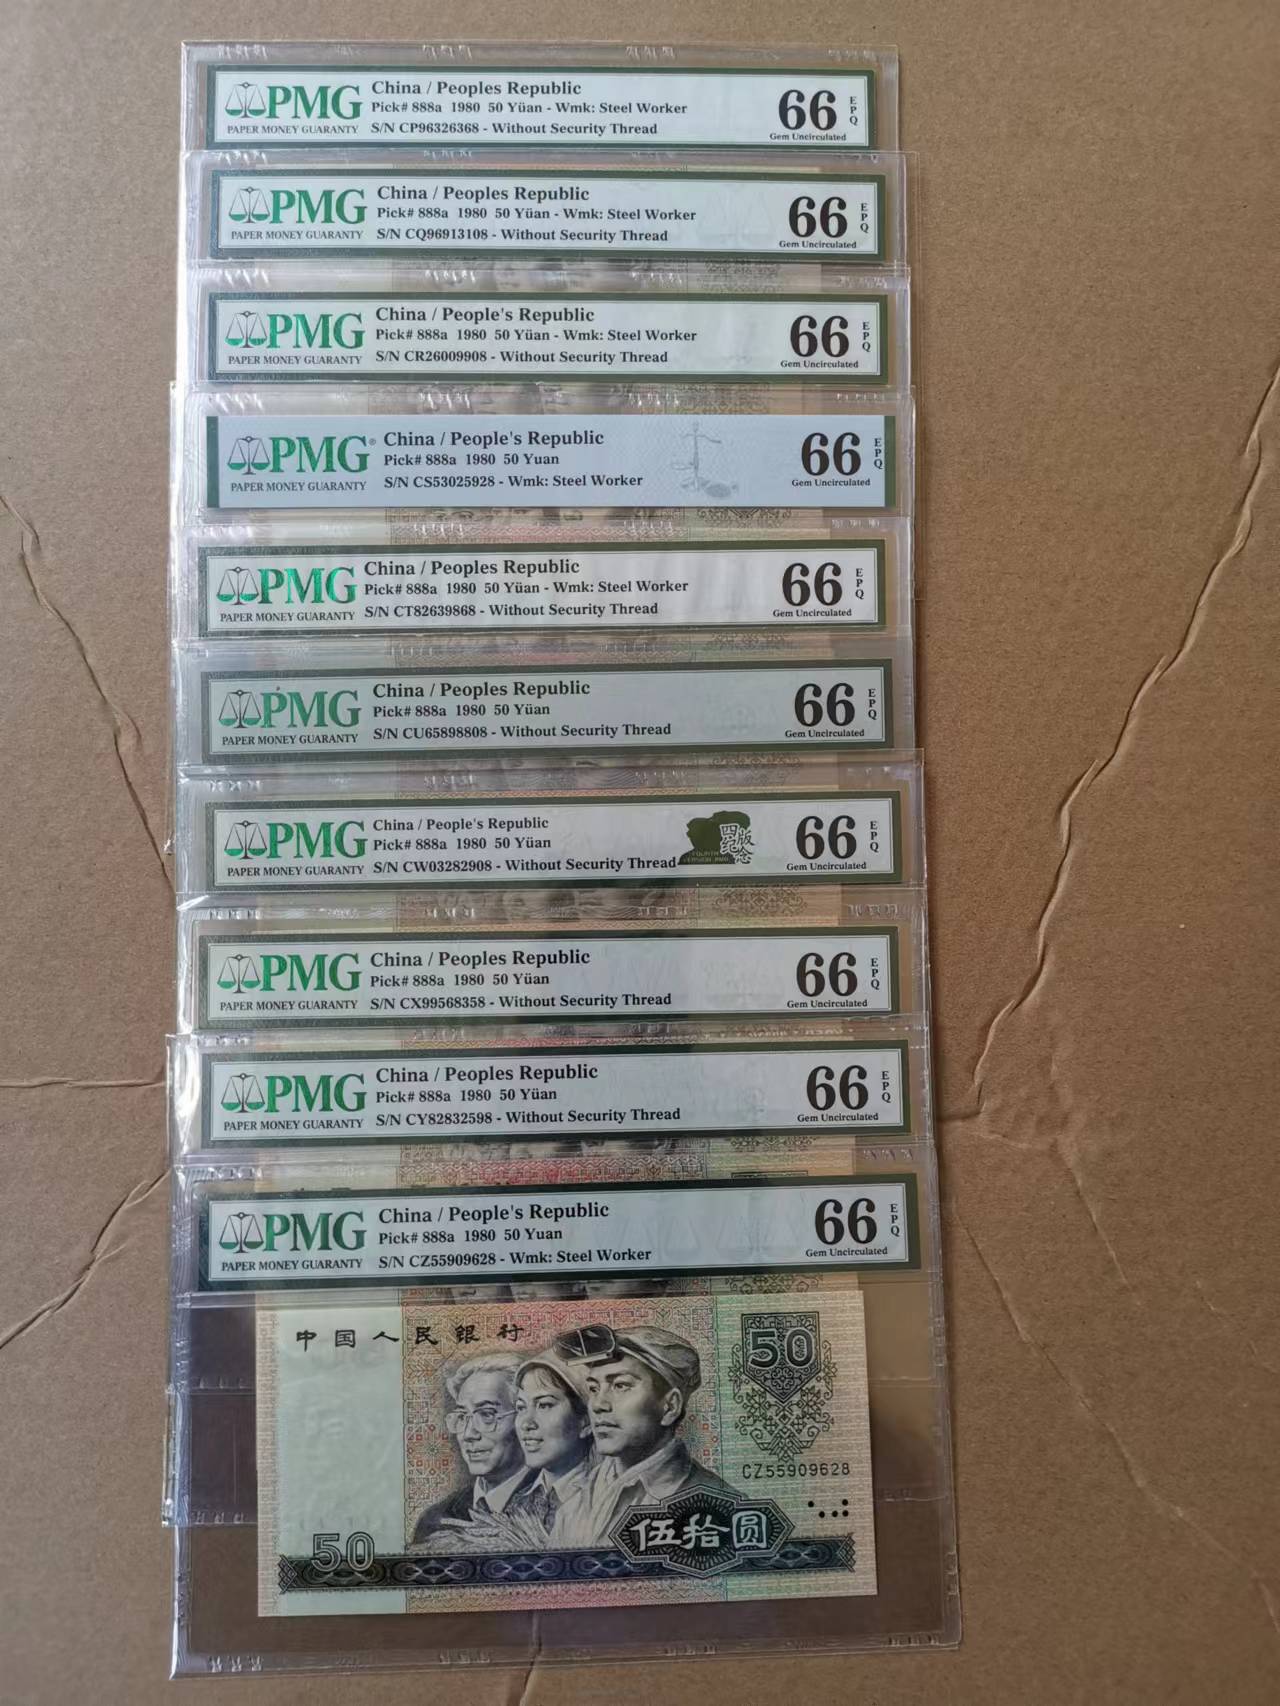 PMG
PAPER MONEY GUARANTY
China / Peoples Republic
Pick# 888a 1980 50 Yüan - Wmk: Steel Worker
S/N CP96326368 - Without Security Thread
66
EPQ
Gem Uncirculated
PMG
PAPER MONEY GUARANTY
China / Peoples Republic
Pick# 888a 1980 50 Yüan - Wmk: Steel Worker
S/N CQ96913108 - Without Security Thread
66
EPQ
Gem Uncirculated
PMG
PAPER MONEY GUARANTY
China / People's Republic
Pick# 888a 1980 50 Yüan - Wmk: Steel Worker
S/N CR26009908 - Without Security Thread
66
EPQ
Gem Uncirculated
PMG®
PAPER MONEY GUARANTY
China / People's Republic
Pick# 888a 1980 50 Yuan
S/N CS53025928 - Wmk: Steel Worker
66
EPQ
Gem Uncirculated
PMG
PAPER MONEY GUARANTY
China / Peoples Republic
Pick# 888a 1980 50 Yüan - Wmk: Steel Worker
S/N CT82639868 - Without Security Thread
66
EPQ
Gem Uncirculated
PMG
PAPER MONEY GUARANTY
China / Peoples Republic
Pick# 888a 1980 50 Yüan
S/N CU65898808 - Without Security Thread
66
EPQ
Gem Uncirculated
PMG
PAPER MONEY GUARANTY
China / People's Republic
Pick# 888a 1980 50 Yüan
S/N CW03282908 - Without Security Thread
四版
纪念
FOURTH
VERSION RMB
66
EPQ
Gem Uncirculated
PMG
PAPER MONEY GUARANTY
China / Peoples Republic
Pick# 888a 1980 50 Yüan
S/N CX99568358 - Without Security Thread
66
EPQ
Gem Uncirculated
PMG
PAPER MONEY GUARANTY
China / Peoples Republic
Pick# 888a 1980 50 Yüan
S/N CY82832598 - Without Security Thread
66
EPQ
Gem Uncirculated
PMG
PAPER MONEY GUARANTY
China / People's Republic
Pick# 888a 1980 50 Yuan
S/N CZ55909628 - Wmk: Steel Worker
66
EPQ
Gem Uncirculated
中国人民银行
50
CZ55909628
伍拾圆
50